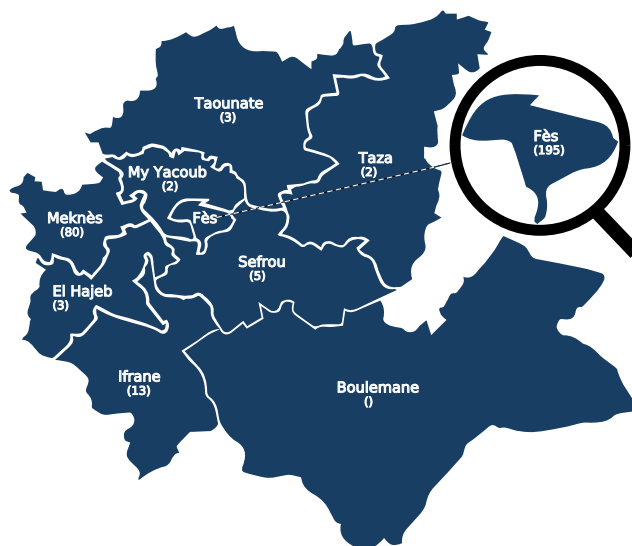 Taounate
(3)
Fès
(195)
Taza
(2)
My Yacoub
(2)
Meknès
(80)
Fès
Sefrou
(5)
El Hajeb
(3)
Ifrane
(13)
Boulemane
()